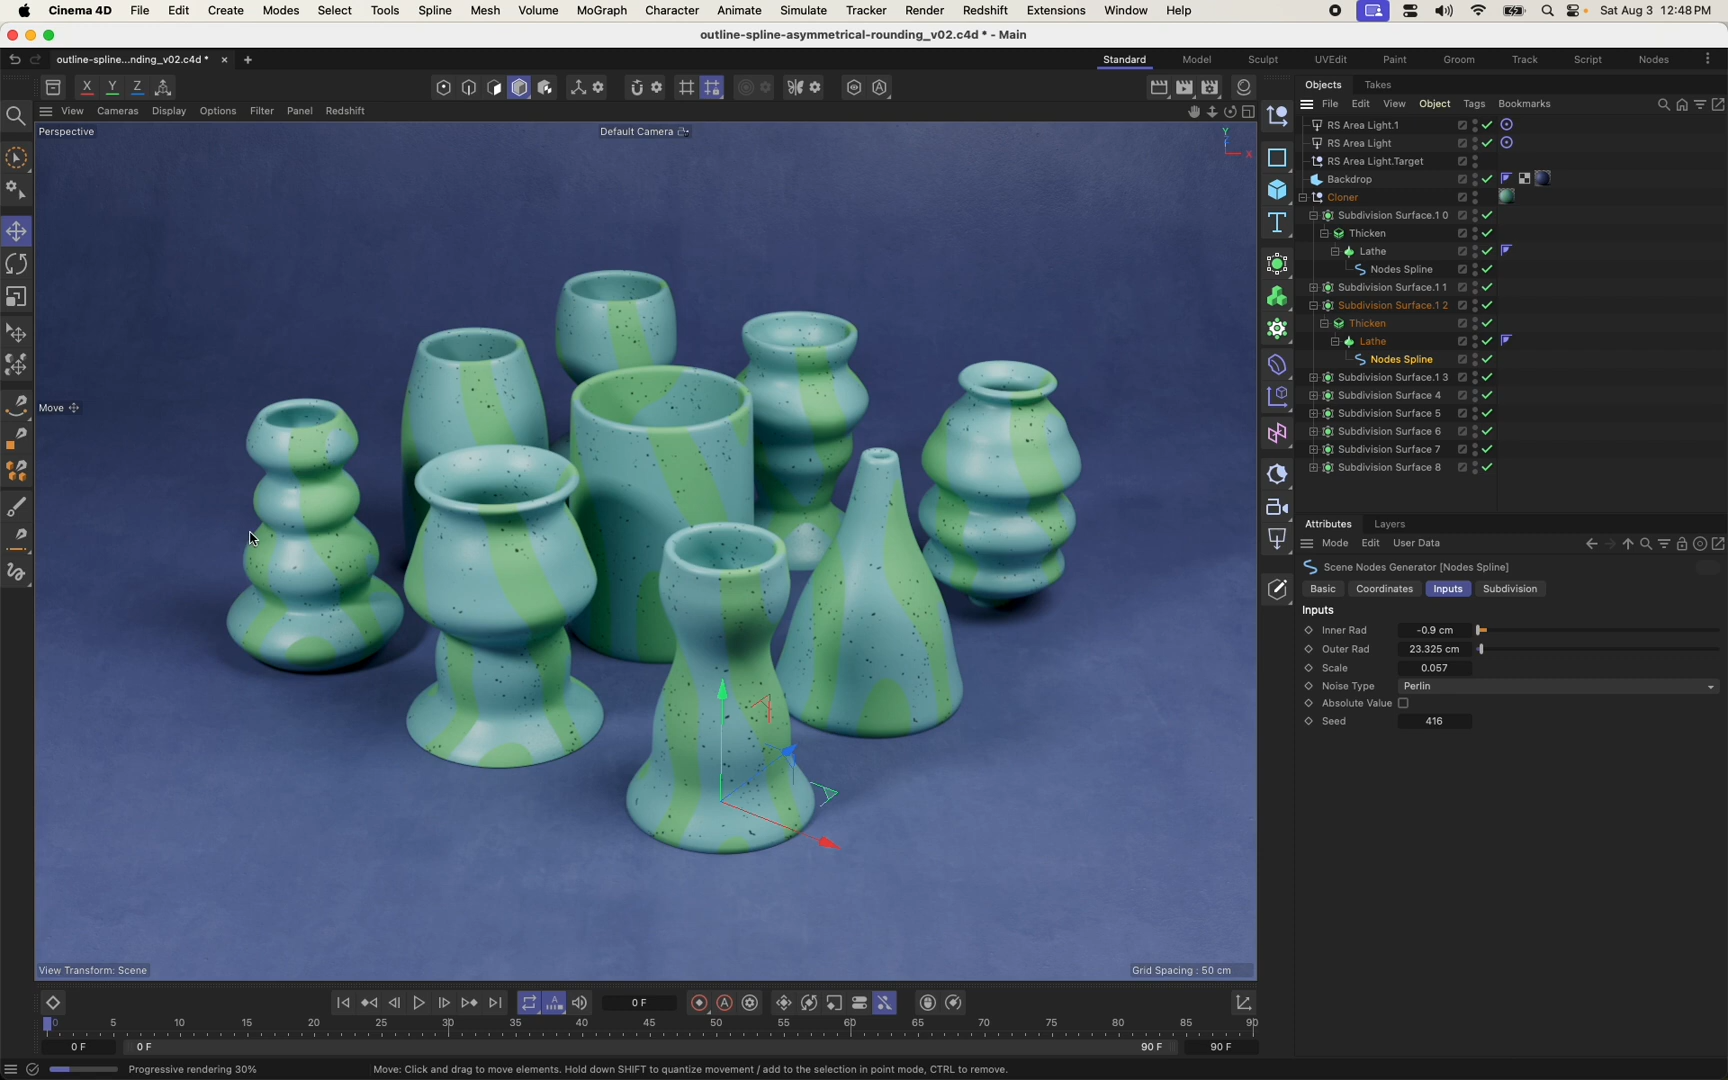 Cinema 4D File Edit Create Modes Select Tools Spline Mesh Volume MoGraph Character Animate Simulate Tracker Render Redshift Extensions Window Help Sat Aug 3 12:48 PM
outline-spline-asymmetrical-rounding_v02.c4d * - Main
outline-spline...nding_v02.c4d * Standard Model Sculpt UVEdit Paint Groom Track Script Nodes
X Y Z
Objects Takes
View Cameras Display Options Filter Panel Redshift
File Edit View Object Tags Bookmarks
Perspective
Default Camera
Y
X
RS Area Light.1
RS Area Light
RS Area Light.Target
Backdrop
Cloner
Subdivision Surface.1 0
Thicken
Lathe
Nodes Spline
Subdivision Surface.1 1
Subdivision Surface.1 2
Thicken
Lathe
Nodes Spline
Subdivision Surface.1 3
Subdivision Surface 4
Subdivision Surface 5
Subdivision Surface 6
Subdivision Surface 7
Subdivision Surface 8
Move
Attributes Layers
Mode Edit User Data
Scene Nodes Generator [Nodes Spline]
Basic Coordinates Inputs Subdivision
Inputs
Inner Rad -0.9 cm
Outer Rad 23.325 cm
Scale 0.057
Noise Type Perlin
Absolute Value
Seed 416
View Transform: Scene
Grid Spacing : 50 cm
0 F
0 5 10 15 20 25 30 35 40 45 50 55 60 65 70 75 80 85 90
0 F 0 F 90 F 90 F
Progressive rendering 30% Move: Click and drag to move elements. Hold down SHIFT to quantize movement / add to the selection in point mode, CTRL to remove.